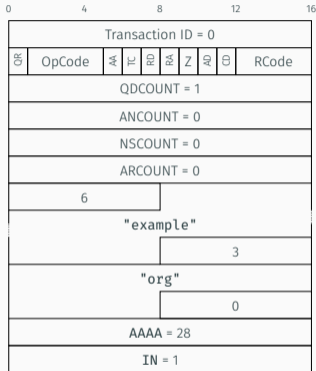 0 4 8 12 16
Transaction ID = 0
QR OpCode AA TC RD RA Z AD CD RCode
QDCOUNT = 1
ANCOUNT = 0
NSCOUNT = 0
ARCOUNT = 0
6
"example"
3
"org"
0
AAAA = 28
IN = 1